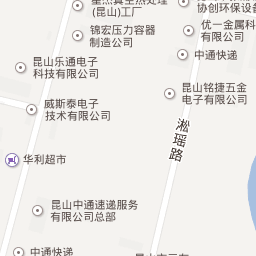 (昆山)工厂
协创环保设备
锦宏压力容器
制造公司
优一金属科
有限公司
中通快递
昆山乐通电子
科技有限公司
昆山铭捷五金
电子有限公司
威斯泰电子
技术有限公司
淞瑶路
华利超市
昆山中通速递服务
有限公司总部
中通快递